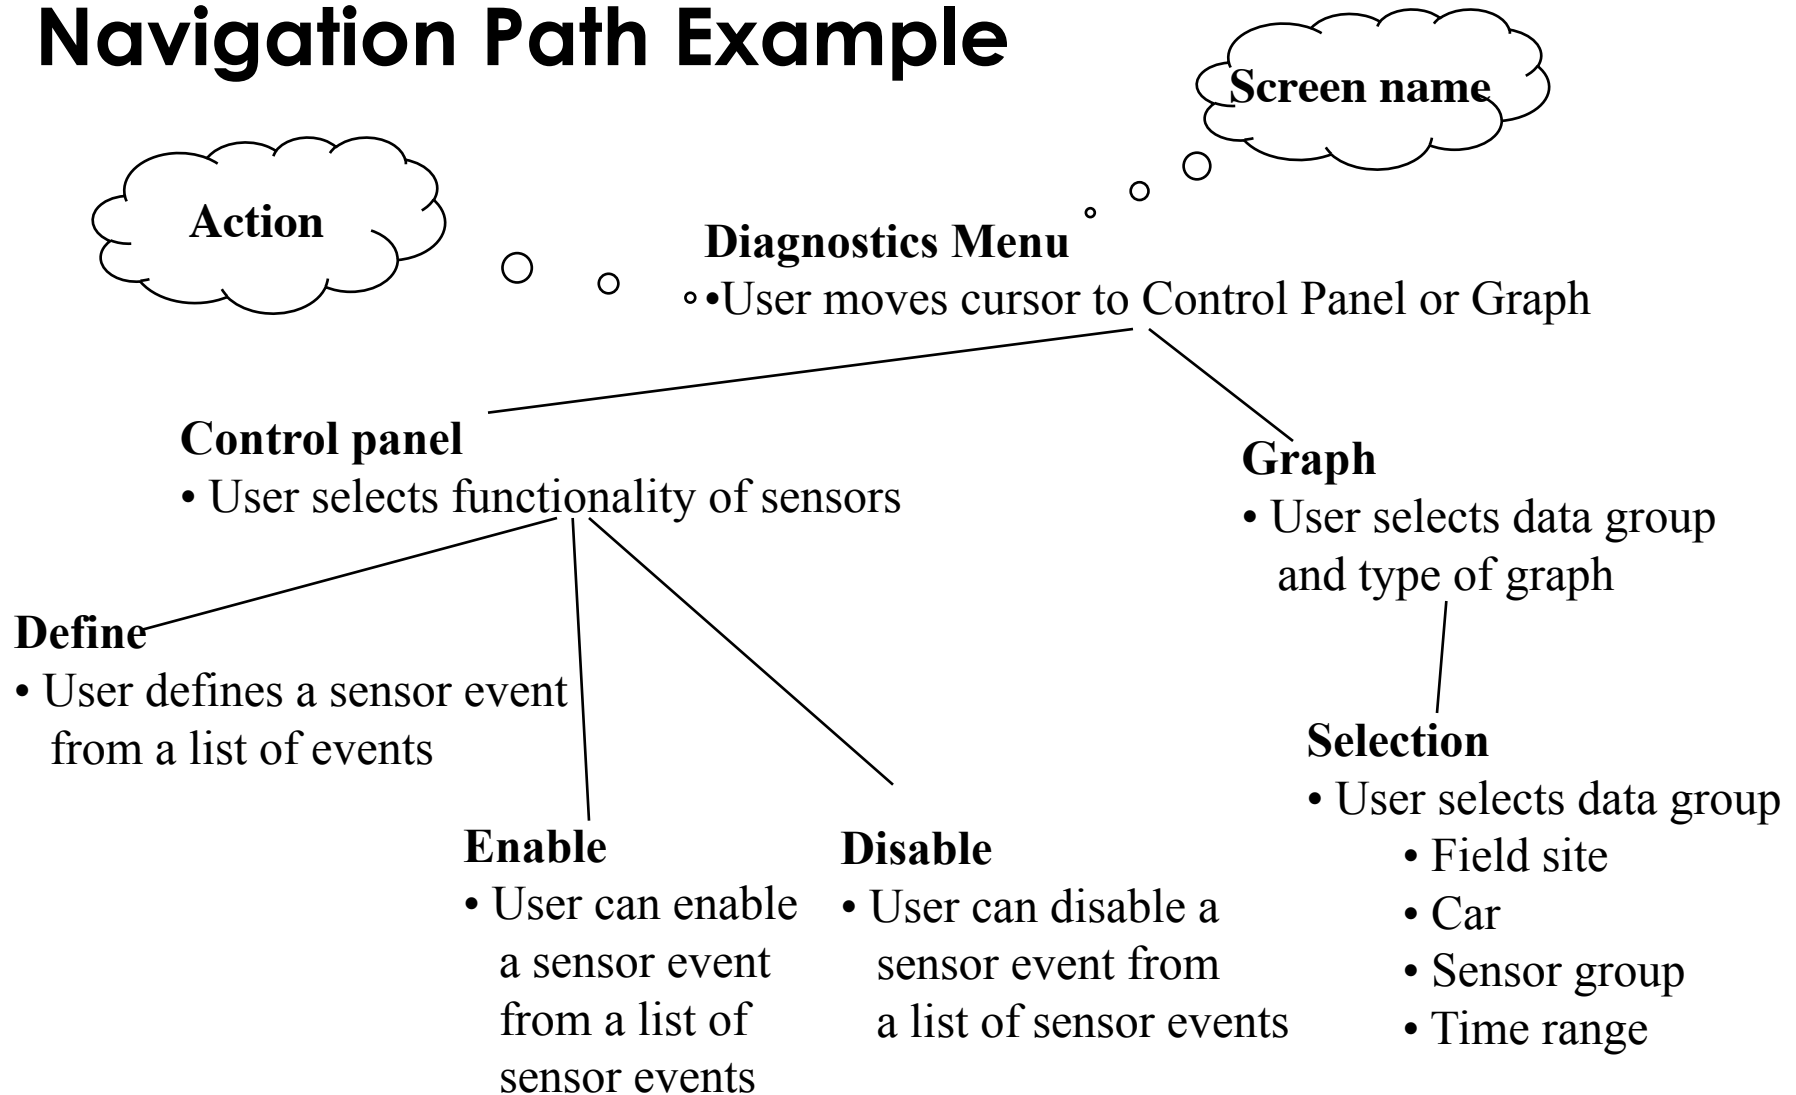 Navigation Path Example
Screen name
Action
Diagnostics Menu
•User moves cursor to Control Panel or Graph
Control panel
• User selects functionality of sensors
Graph
• User selects data group
and type of graph
Define
• User defines a sensor event
from a list of events
Enable
• User can enable
a sensor event
from a list of
sensor events
Disable
• User can disable a
sensor event from
a list of sensor events
Selection
• User selects data group
• Field site
• Car
• Sensor group
• Time range